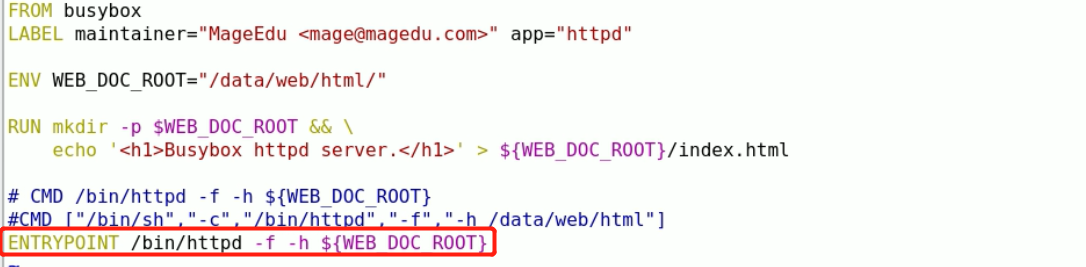 FROM busybox
LABEL maintainer="MageEdu <mage@magedu.com>" app="httpd"
ENV WEB_DOC_ROOT="/data/web/html/"
RUN mkdir -p $WEB_DOC_ROOT && \
    echo '<h1>Busybox httpd server.</h1>' > ${WEB_DOC_ROOT}/index.html
# CMD /bin/httpd -f -h ${WEB_DOC_ROOT}
#CMD ["/bin/sh","-c","/bin/httpd","-f","-h /data/web/html"]
ENTRYPOINT /bin/httpd -f -h ${WEB_DOC_ROOT}